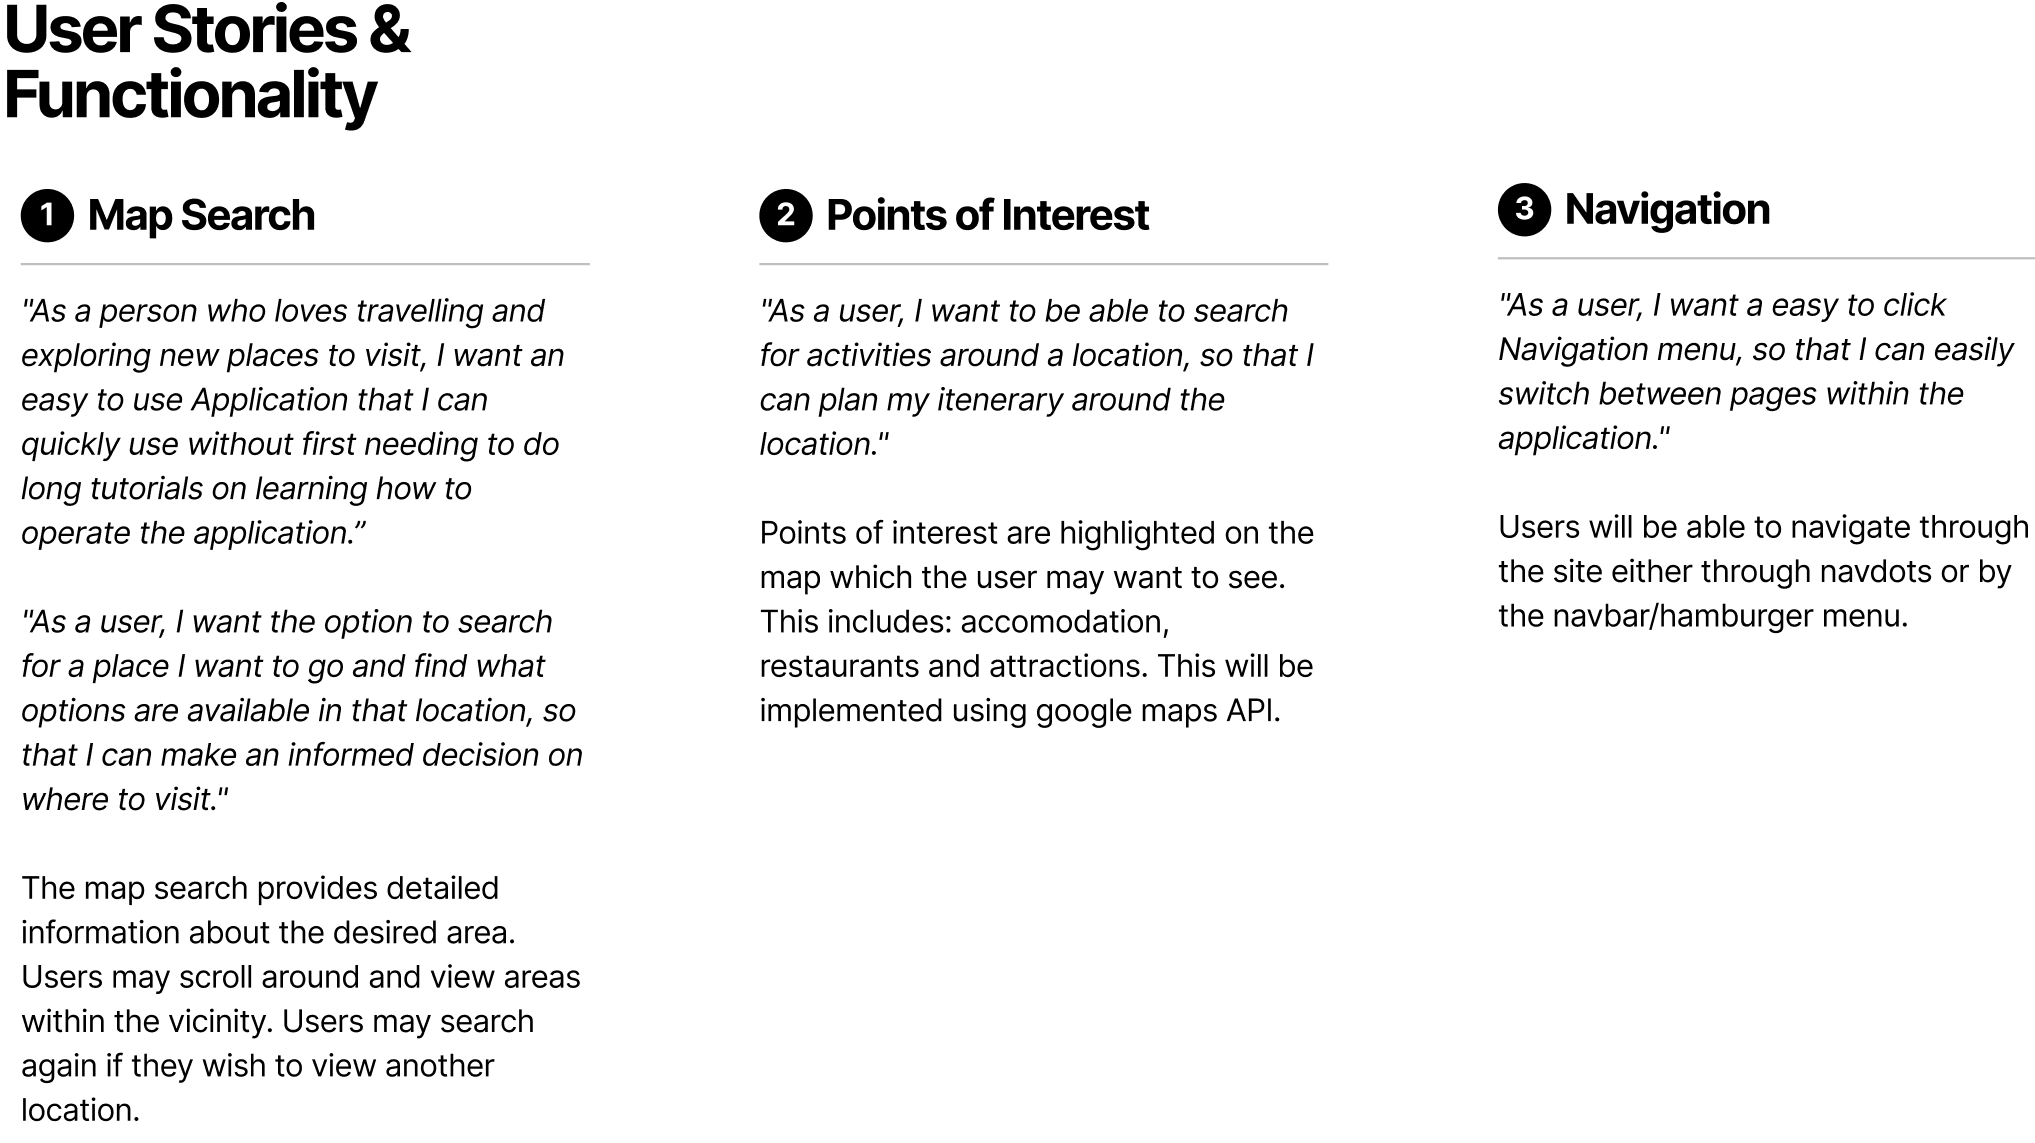 User Stories &
Functionality
1 Map Search
"As a person who loves travelling and
exploring new places to visit, I want an
easy to use Application that I can
quickly use without first needing to do
long tutorials on learning how to
operate the application.”
"As a user, I want the option to search
for a place I want to go and find what
options are available in that location, so
that I can make an informed decision on
where to visit."
The map search provides detailed
information about the desired area.
Users may scroll around and view areas
within the vicinity. Users may search
again if they wish to view another
location.
2 Points of Interest
"As a user, I want to be able to search
for activities around a location, so that I
can plan my itenerary around the
location."
Points of interest are highlighted on the
map which the user may want to see.
This includes: accomodation,
restaurants and attractions. This will be
implemented using google maps API.
3 Navigation
"As a user, I want a easy to click
Navigation menu, so that I can easily
switch between pages within the
application."
Users will be able to navigate through
the site either through navdots or by
the navbar/hamburger menu.